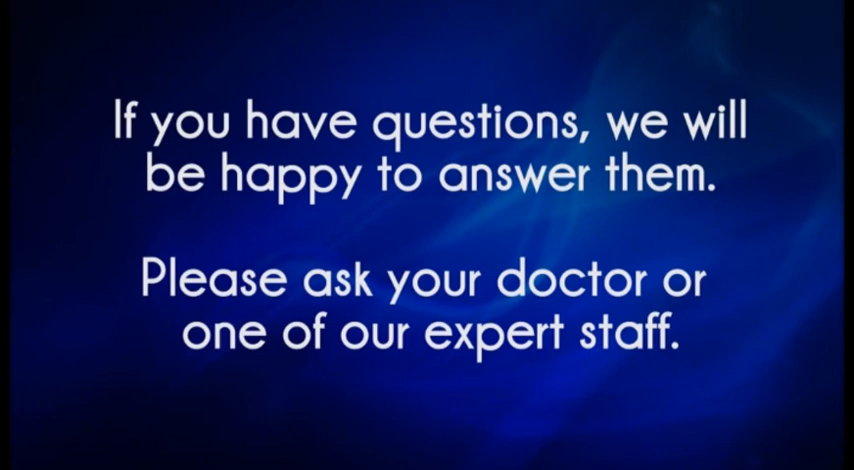 If you have questions, we will
be happy to answer them.
Please ask your doctor or
one of our expert staff.